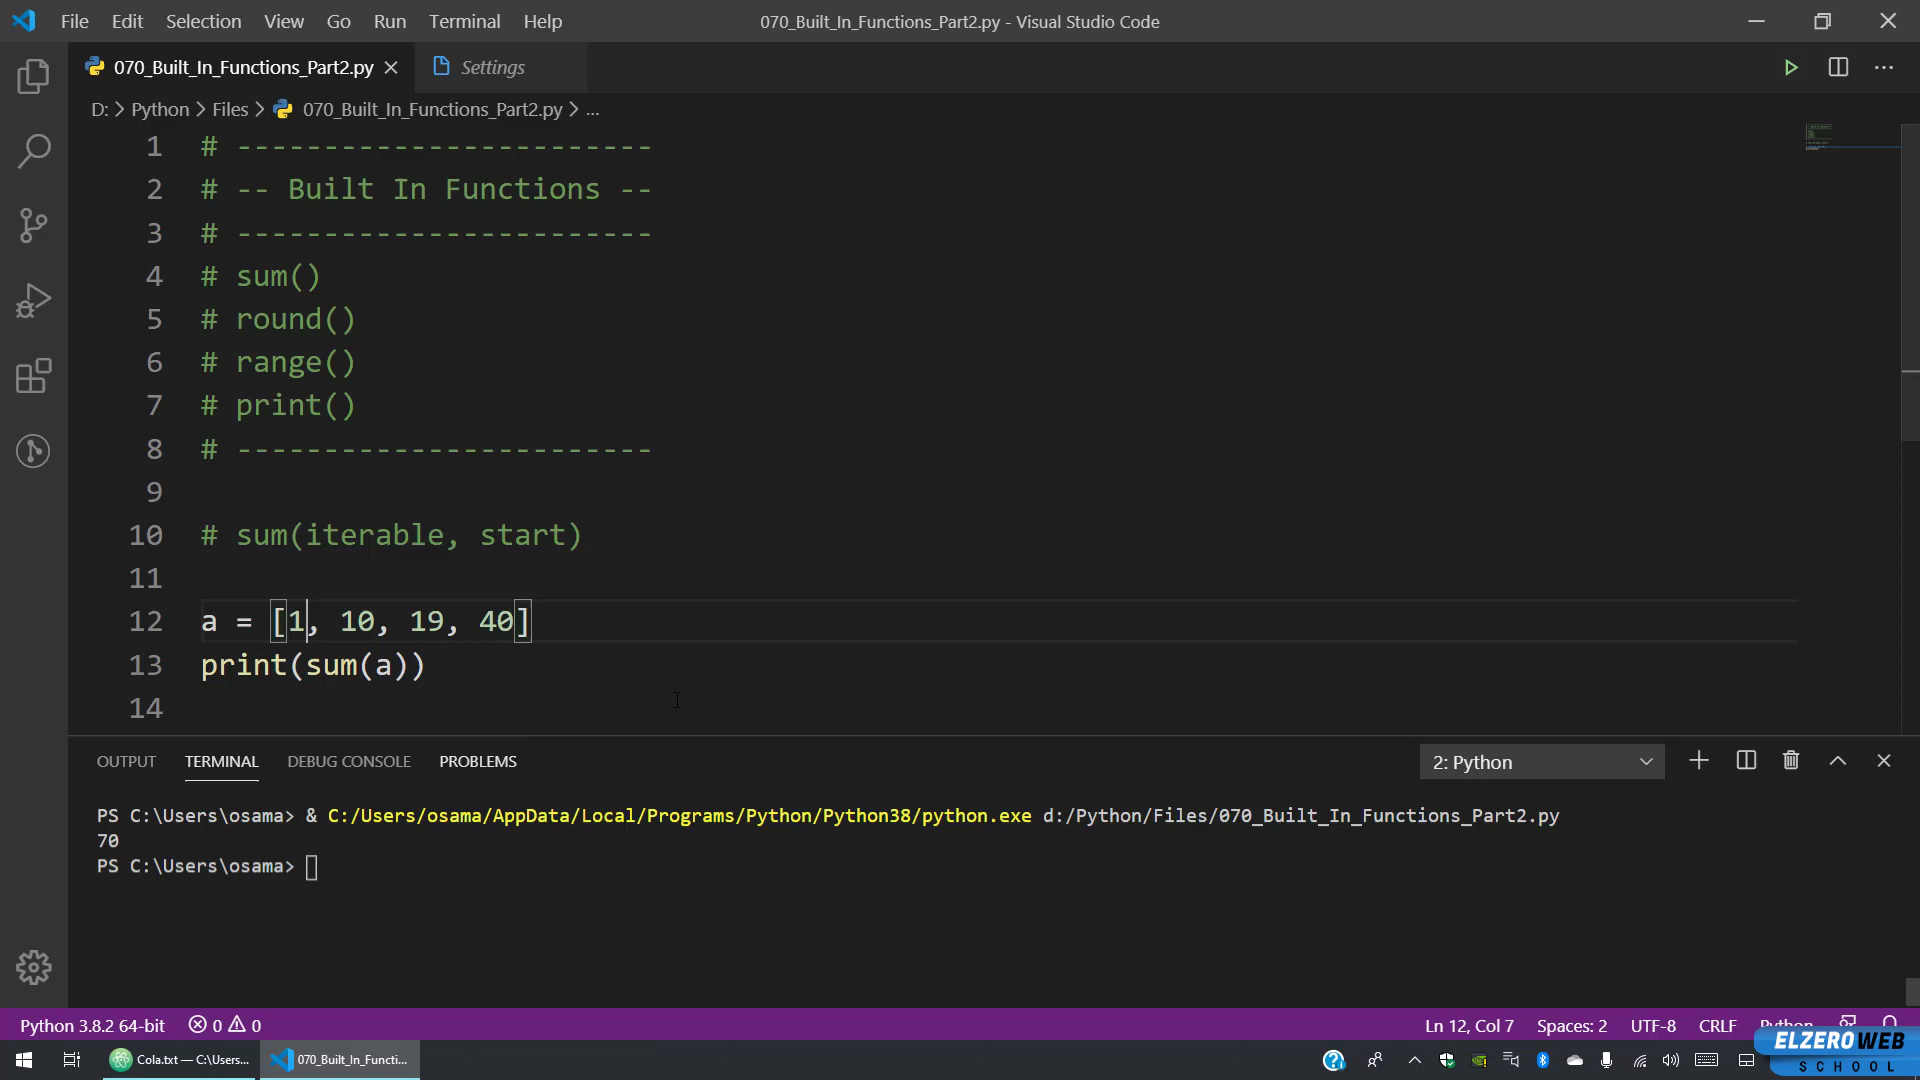 File Edit Selection View Go Run Terminal Help 070_Built_In_Functions_Part2.py - Visual Studio Code
070_Built_In_Functions_Part2.py Settings
D: > Python > Files > 070_Built_In_Functions_Part2.py > ...
1 # ------------------------
2 # -- Built In Functions --
3 # ------------------------
4 # sum()
5 # round()
6 # range()
7 # print()
8 # ------------------------
9
10 # sum(iterable, start)
11
12 a = [1, 10, 19, 40]
13 print(sum(a))
14
OUTPUT TERMINAL DEBUG CONSOLE PROBLEMS 2: Python
PS C:\Users\osama> & C:/Users/osama/AppData/Local/Programs/Python/Python38/python.exe d:/Python/Files/070_Built_In_Functions_Part2.py
70
PS C:\Users\osama>
Python 3.8.2 64-bit 0 0 Ln 12, Col 7 Spaces: 2 UTF-8 CRLF Python
Cola.txt — C:\Users... 070_Built_In_Functi...
ELZEROWEB
SCHOOL